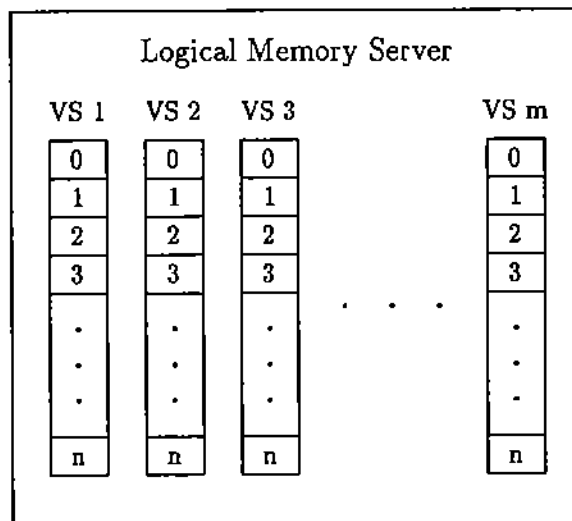 Logical Memory Server
VS 1 VS 2 VS 3 VS m
0 0 0 0
1 1 1 1
2 2 2 2
3 3 3 3
. . .
. . . .
. . . .
. . . .
n n n n